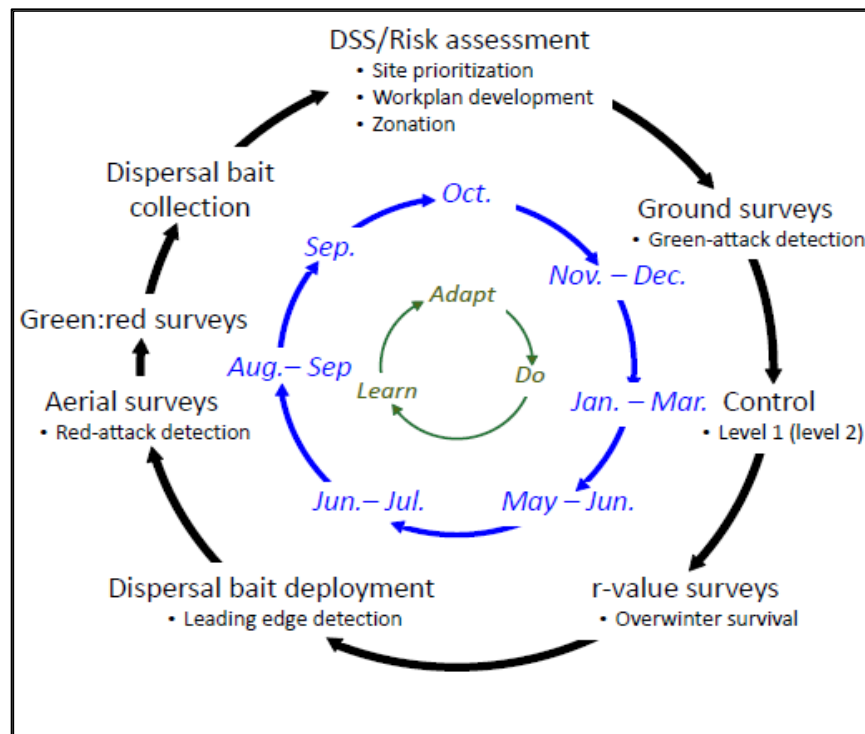 DSS/Risk assessment
• Site prioritization
• Workplan development
• Zonation
Ground surveys
• Green-attack detection
Control
• Level 1 (level 2)
r-value surveys
• Overwinter survival
Dispersal bait deployment
• Leading edge detection
Aerial surveys
• Red-attack detection
Green:red surveys
Dispersal bait
collection
Oct.
Nov. – Dec.
Jan. – Mar.
May – Jun.
Jun. – Jul.
Aug. – Sep
Sep.
Adapt
Do
Learn